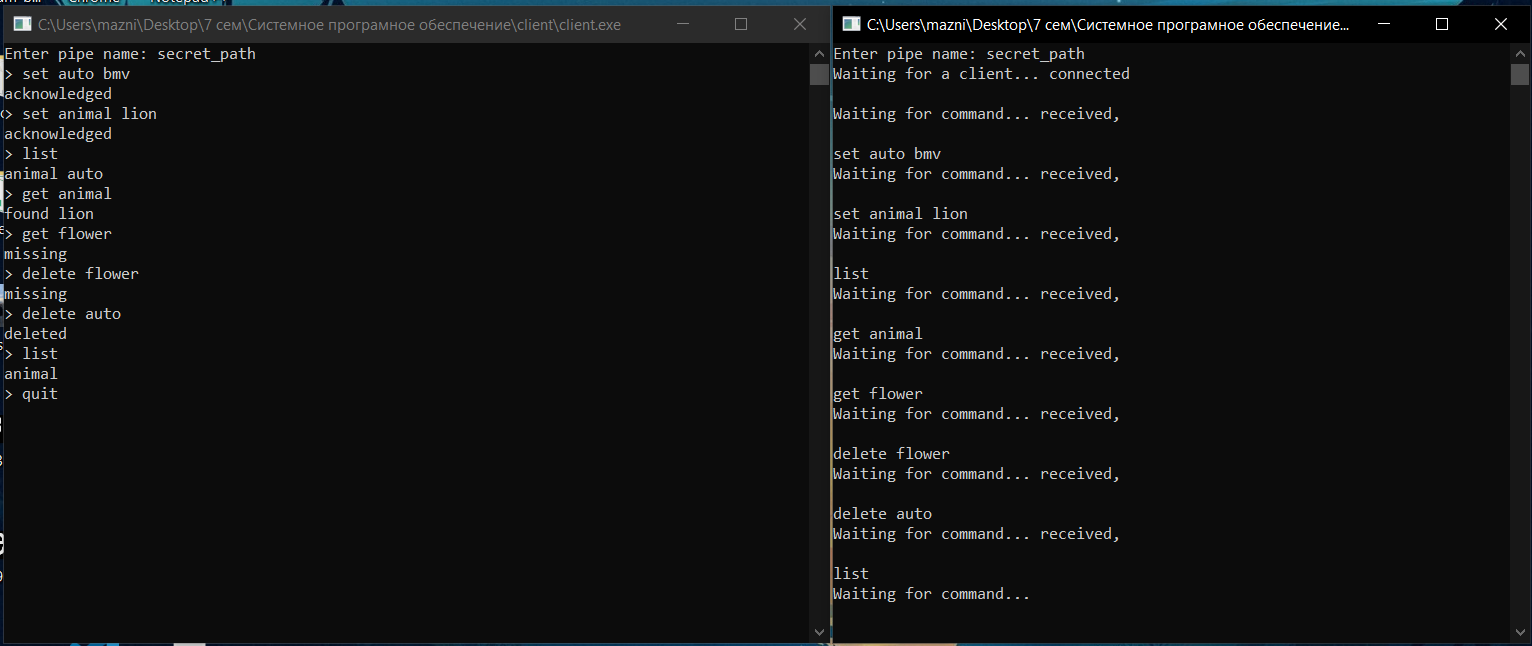 C:\Users\mazni\Desktop\7 сем\Системное програмное обеспечение\client\client.exe
Enter pipe name: secret_path
> set auto bmv
acknowledged
> set animal lion
acknowledged
> list
animal auto
> get animal
found lion
> get flower
missing
> delete flower
missing
> delete auto
deleted
> list
animal
> quit
C:\Users\mazni\Desktop\7 сем\Системное програмное обеспечение...
Enter pipe name: secret_path
Waiting for a client... connected
Waiting for command... received,
set auto bmv
Waiting for command... received,
set animal lion
Waiting for command... received,
list
Waiting for command... received,
get animal
Waiting for command... received,
get flower
Waiting for command... received,
delete flower
Waiting for command... received,
delete auto
Waiting for command... received,
list
Waiting for command...